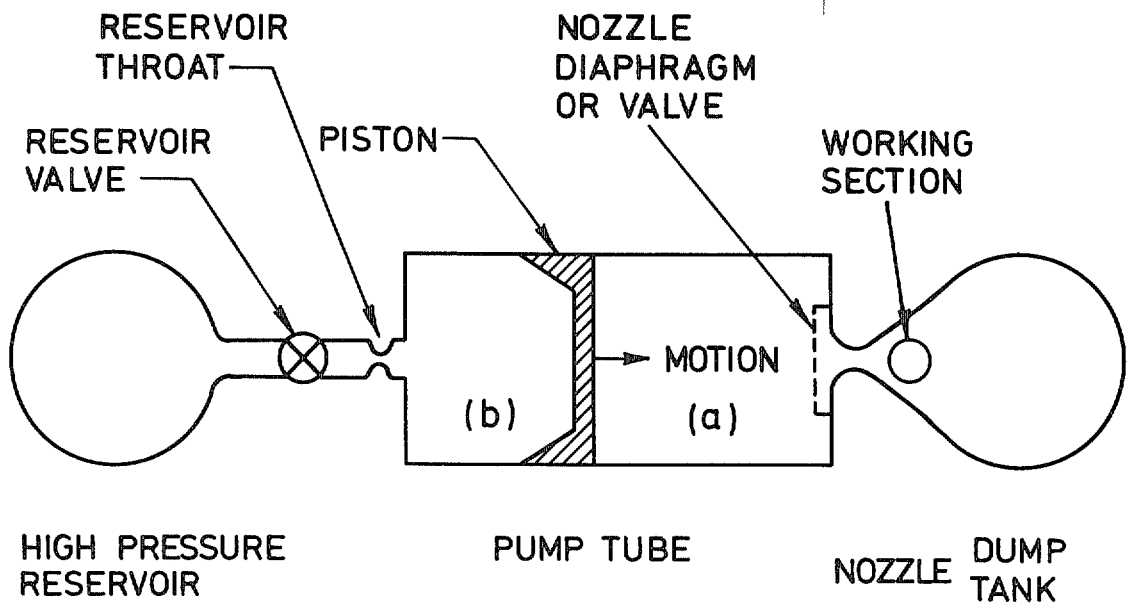 RESERVOIR
THROAT
NOZZLE
DIAPHRAGM
OR VALVE
RESERVOIR
VALVE
PISTON
WORKING
SECTION
MOTION
(b)
(a)
HIGH PRESSURE
RESERVOIR
PUMP TUBE
NOZZLE
DUMP
TANK